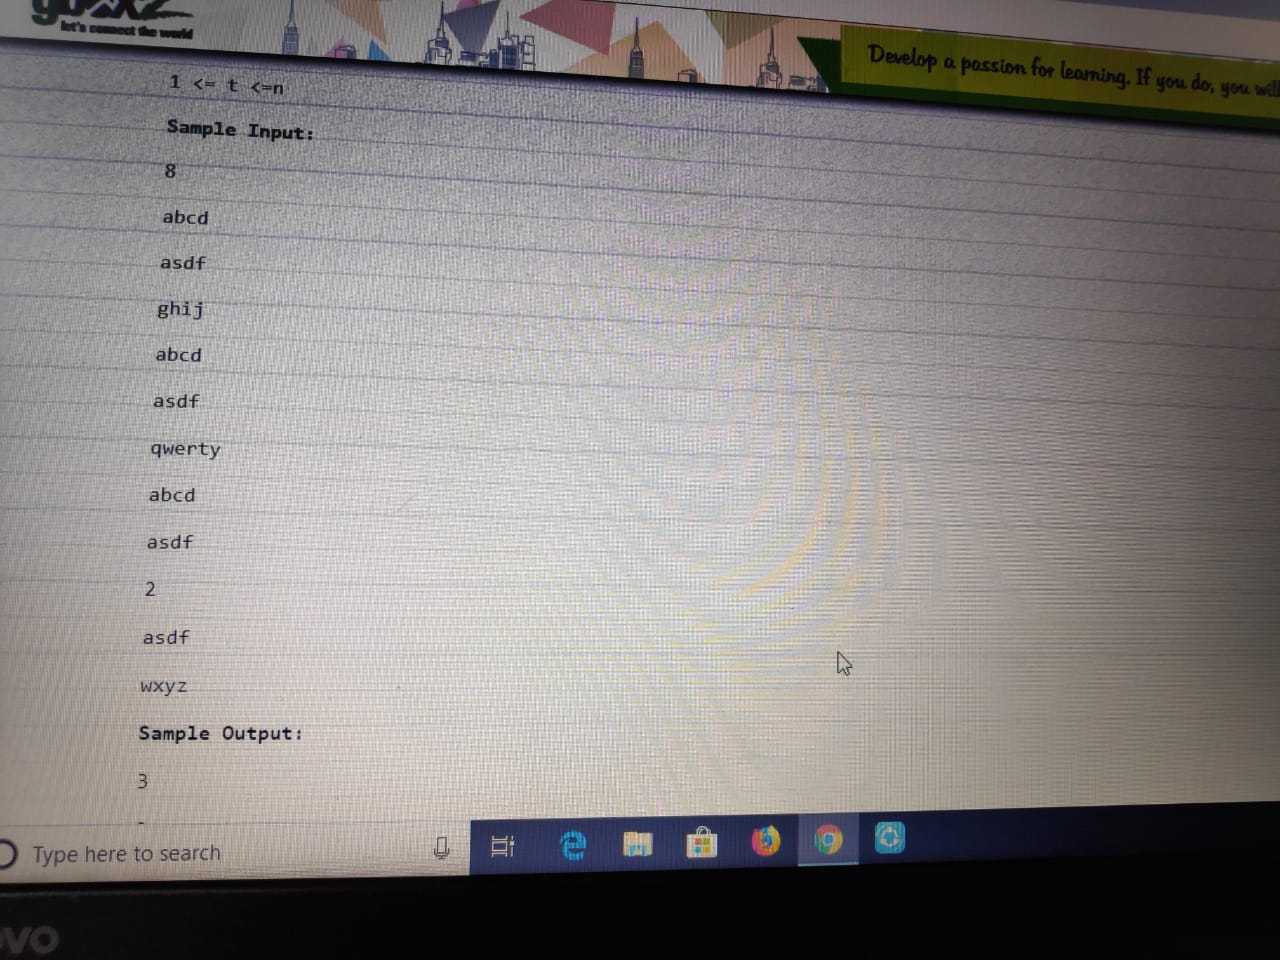 let's connect the world
Develop a passion for learning. If you do, you will
1 <= t <=n
Sample Input:
8
abcd
asdf
ghij
abcd
asdf
qwerty
abcd
asdf
2
asdf
wxyz
Sample Output:
3
-
Type here to search